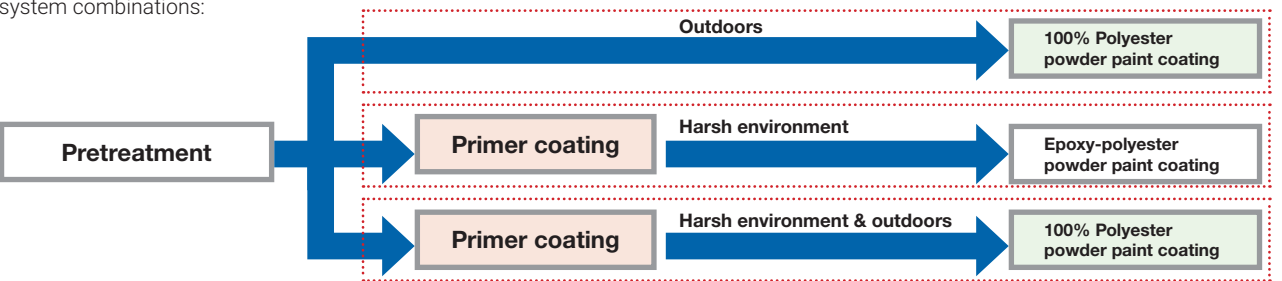 system combinations:
Outdoors
100% Polyester
powder paint coating
Pretreatment
Primer coating
Harsh environment
Epoxy-polyester
powder paint coating
Primer coating
Harsh environment & outdoors
100% Polyester
powder paint coating